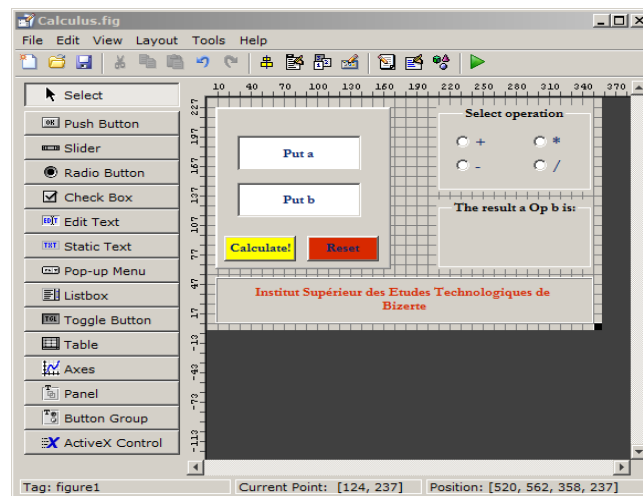 Calculus.fig
File Edit View Layout Tools Help
Select
Push Button
Slider
Radio Button
Check Box
Edit Text
Static Text
Pop-up Menu
Listbox
Toggle Button
Table
Axes
Panel
Button Group
ActiveX Control
10 40 70 100 130 160 190 220 250 280 310 340 370
227
197
167
137
107
77
47
17
-13
-43
-73
-113
Put a
Put b
Calculate! Reset
Select operation
+ *
- /
The result a Op b is:
Institut Supérieur des Etudes Technologiques de
Bizerte
Tag: figure1 Current Point: [124, 237] Position: [520, 562, 358, 237]